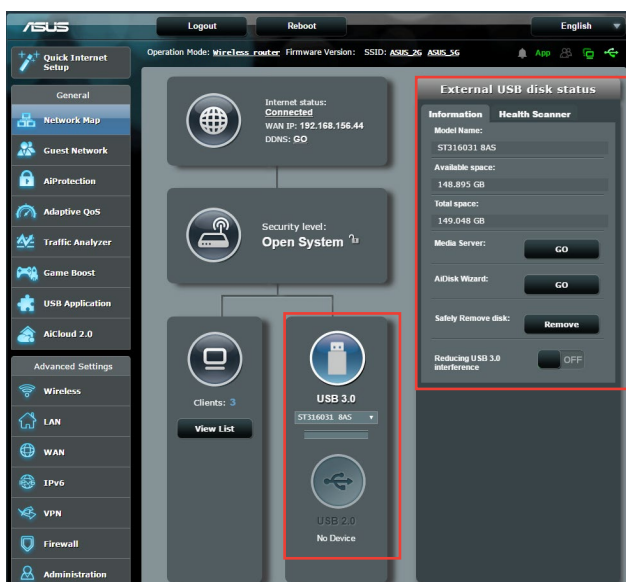 ASUS
Logout
Reboot
English
Quick Internet
Setup
Operation Mode: Wireless router Firmware Version: SSID: ASUS_2G ASUS_5G
App
General
Network Map
Guest Network
AiProtection
Adaptive QoS
Traffic Analyzer
Game Boost
USB Application
AiCloud 2.0
Advanced Settings
Wireless
LAN
WAN
IPv6
VPN
Firewall
Administration
Internet status:
Connected
WAN IP: 192.168.156.44
DDNS: GO
Security level:
Open System
Clients: 3
View List
USB 3.0
ST316031 8AS
USB 2.0
No Device
External USB disk status
Information Health Scanner
Model Name:
ST316031 8AS
Available space:
148.895 GB
Total space:
149.048 GB
Media Server:
GO
AiDisk Wizard:
GO
Safely Remove disk:
Remove
Reducing USB 3.0
interference
OFF